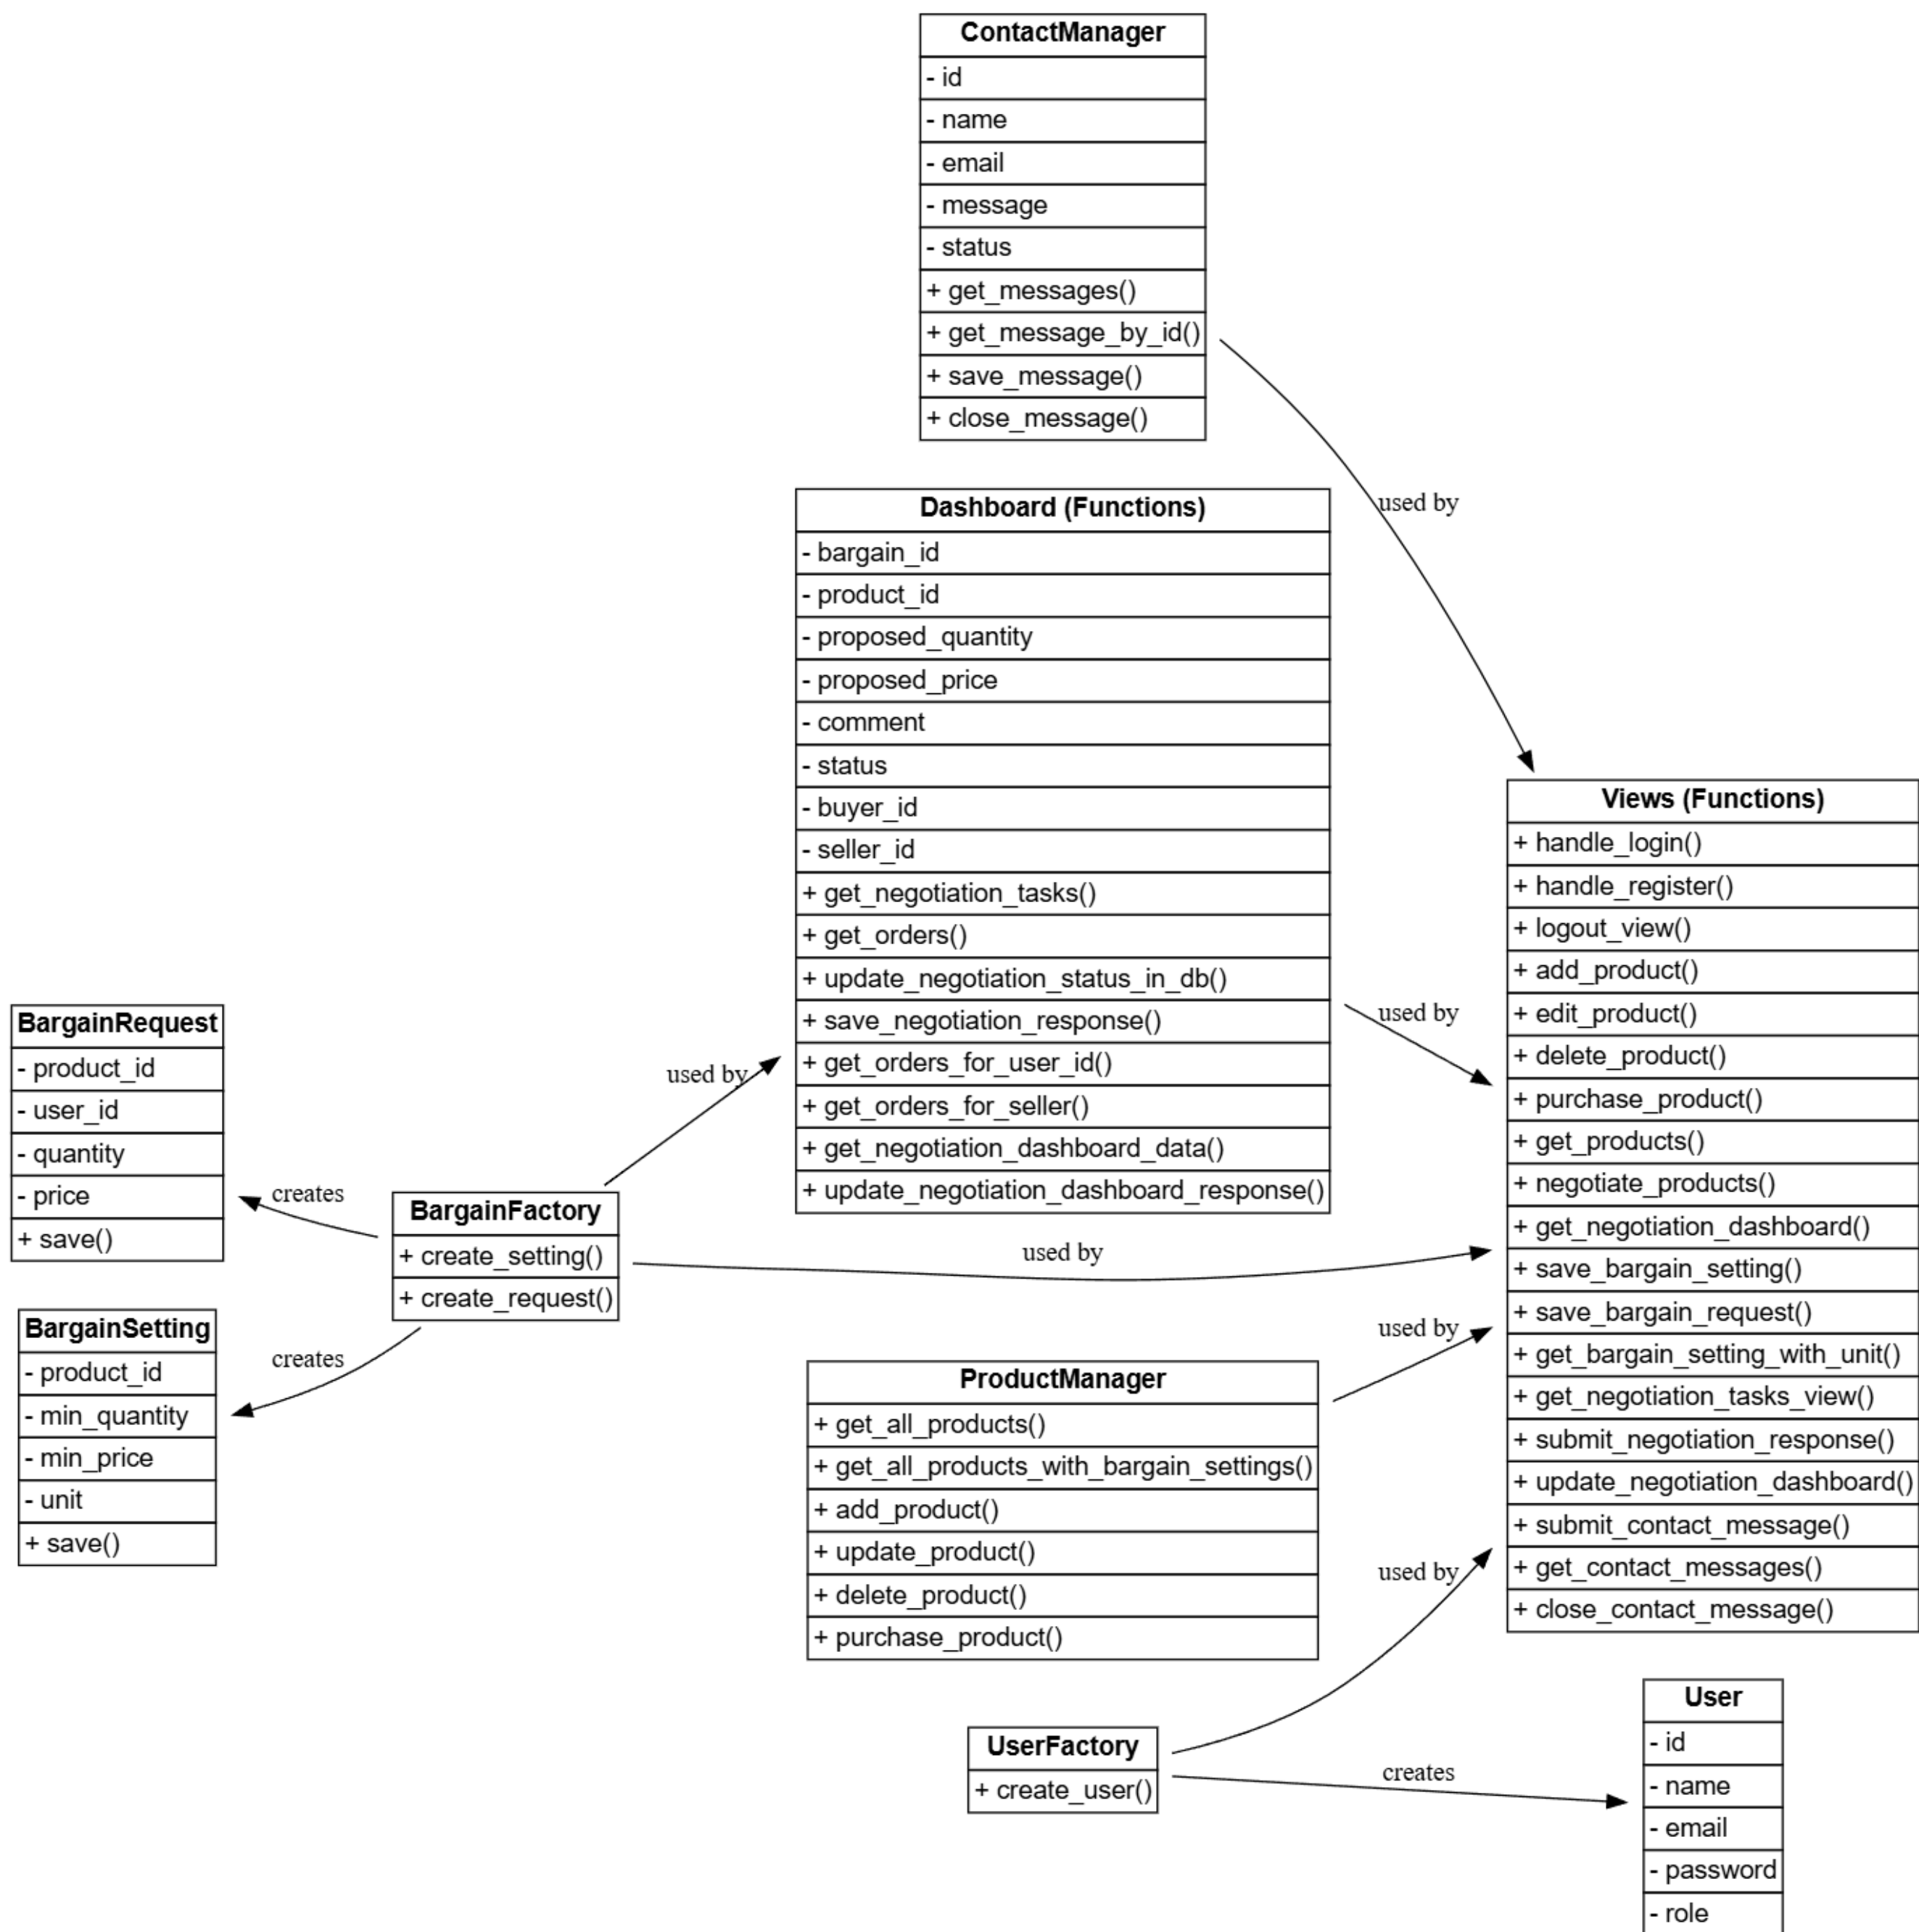 ContactManager
- id
- name
- email
- message
- status
+ get_messages()
+ get_message_by_id()
+ save_message()
+ close_message()
used by
Dashboard (Functions)
- bargain_id
- product_id
- proposed_quantity
- proposed_price
- comment
- status
- buyer_id
- seller_id
+ get_negotiation_tasks()
+ get_orders()
+ update_negotiation_status_in_db()
+ save_negotiation_response()
+ get_orders_for_user_id()
+ get_orders_for_seller()
+ get_negotiation_dashboard_data()
+ update_negotiation_dashboard_response()
used by
Views (Functions)
+ handle_login()
+ handle_register()
+ logout_view()
+ add_product()
+ edit_product()
+ delete_product()
+ purchase_product()
+ get_products()
+ negotiate_products()
+ get_negotiation_dashboard()
+ save_bargain_setting()
+ save_bargain_request()
+ get_bargain_setting_with_unit()
+ get_negotiation_tasks_view()
+ submit_negotiation_response()
+ update_negotiation_dashboard()
+ submit_contact_message()
+ get_contact_messages()
+ close_contact_message()
BargainRequest
- product_id
- user_id
- quantity
- price
+ save()
creates
BargainFactory
+ create_setting()
+ create_request()
used by
used by
creates
BargainSetting
- product_id
- min_quantity
- min_price
- unit
+ save()
ProductManager
+ get_all_products()
+ get_all_products_with_bargain_settings()
+ add_product()
+ update_product()
+ delete_product()
+ purchase_product()
used by
UserFactory
+ create_user()
used by
creates
User
- id
- name
- email
- password
- role